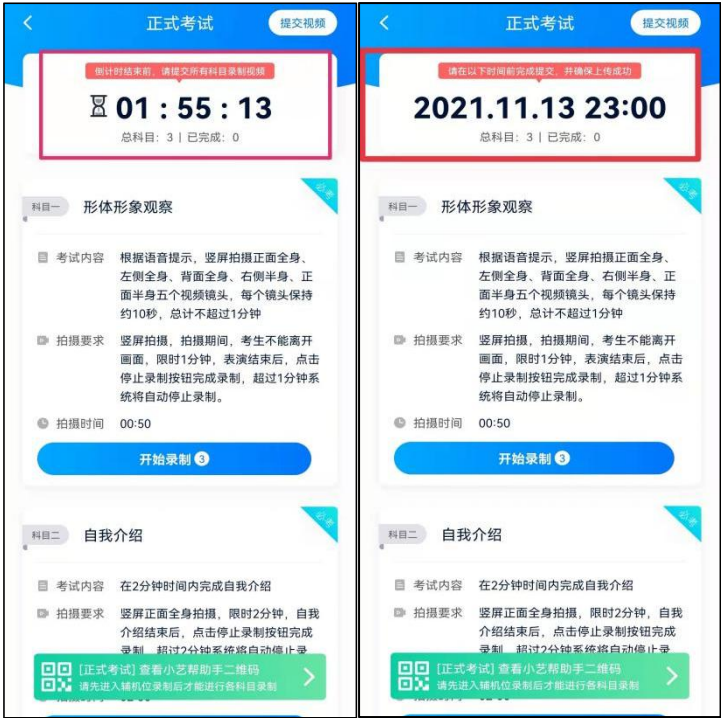 正式考试
提交视频
倒计时结束前，请提交所有科目录制视频
01 : 55 : 13
总科目：3 | 已完成：0
必考
科目一
形体形象观察
考试内容
根据语音提示，竖屏拍摄正面全身、
左侧全身、背面全身、右侧半身、正
面半身五个视频镜头，每个镜头保持
约10秒，总计不超过1分钟
拍摄要求
竖屏拍摄，拍摄期间，考生不能离开
画面，限时1分钟，表演结束后，点击
停止录制按钮完成录制，超过1分钟系
统将自动停止录制。
拍摄时间
00:50
开始录制 3
必考
科目二
自我介绍
考试内容
在2分钟时间内完成自我介绍
拍摄要求
竖屏正面全身拍摄，限时2分钟，自我
介绍结束后，点击停止录制按钮完成
录制，超过2分钟系统将自动停止录
[正式考试] 查看小艺帮助手二维码
请先进入辅机位录制后才能进行各科目录制
正式考试
提交视频
请在以下时间前完成提交，并确保上传成功
2021.11.13 23:00
总科目：3 | 已完成：0
必考
科目一
形体形象观察
考试内容
根据语音提示，竖屏拍摄正面全身、
左侧全身、背面全身、右侧半身、正
面半身五个视频镜头，每个镜头保持
约10秒，总计不超过1分钟
拍摄要求
竖屏拍摄，拍摄期间，考生不能离开
画面，限时1分钟，表演结束后，点击
停止录制按钮完成录制，超过1分钟系
统将自动停止录制。
拍摄时间
00:50
开始录制 3
必考
科目二
自我介绍
考试内容
在2分钟时间内完成自我介绍
拍摄要求
竖屏正面全身拍摄，限时2分钟，自我
介绍结束后，点击停止录制按钮完成
录制，超过2分钟系统将自动停止录
[正式考试] 查看小艺帮助手二维码
请先进入辅机位录制后才能进行各科目录制